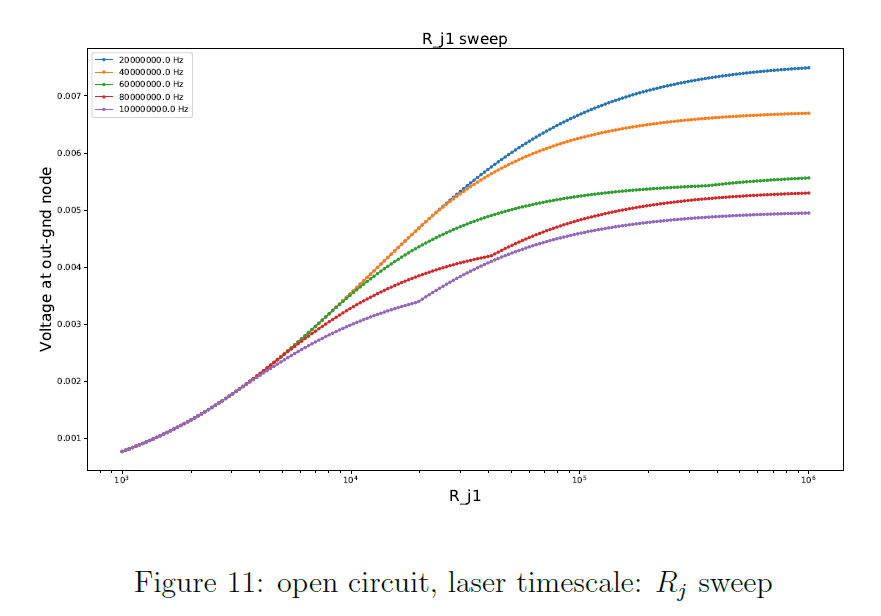 R_j1 sweep
20000000.0 Hz
40000000.0 Hz
60000000.0 Hz
80000000.0 Hz
100000000.0 Hz
0.007
0.006
0.005
0.004
0.003
0.002
0.001
Voltage at out-gnd node
10³ 10⁴ 10⁵ 10⁶
R_j1
Figure 11: open circuit, laser timescale: R_j sweep